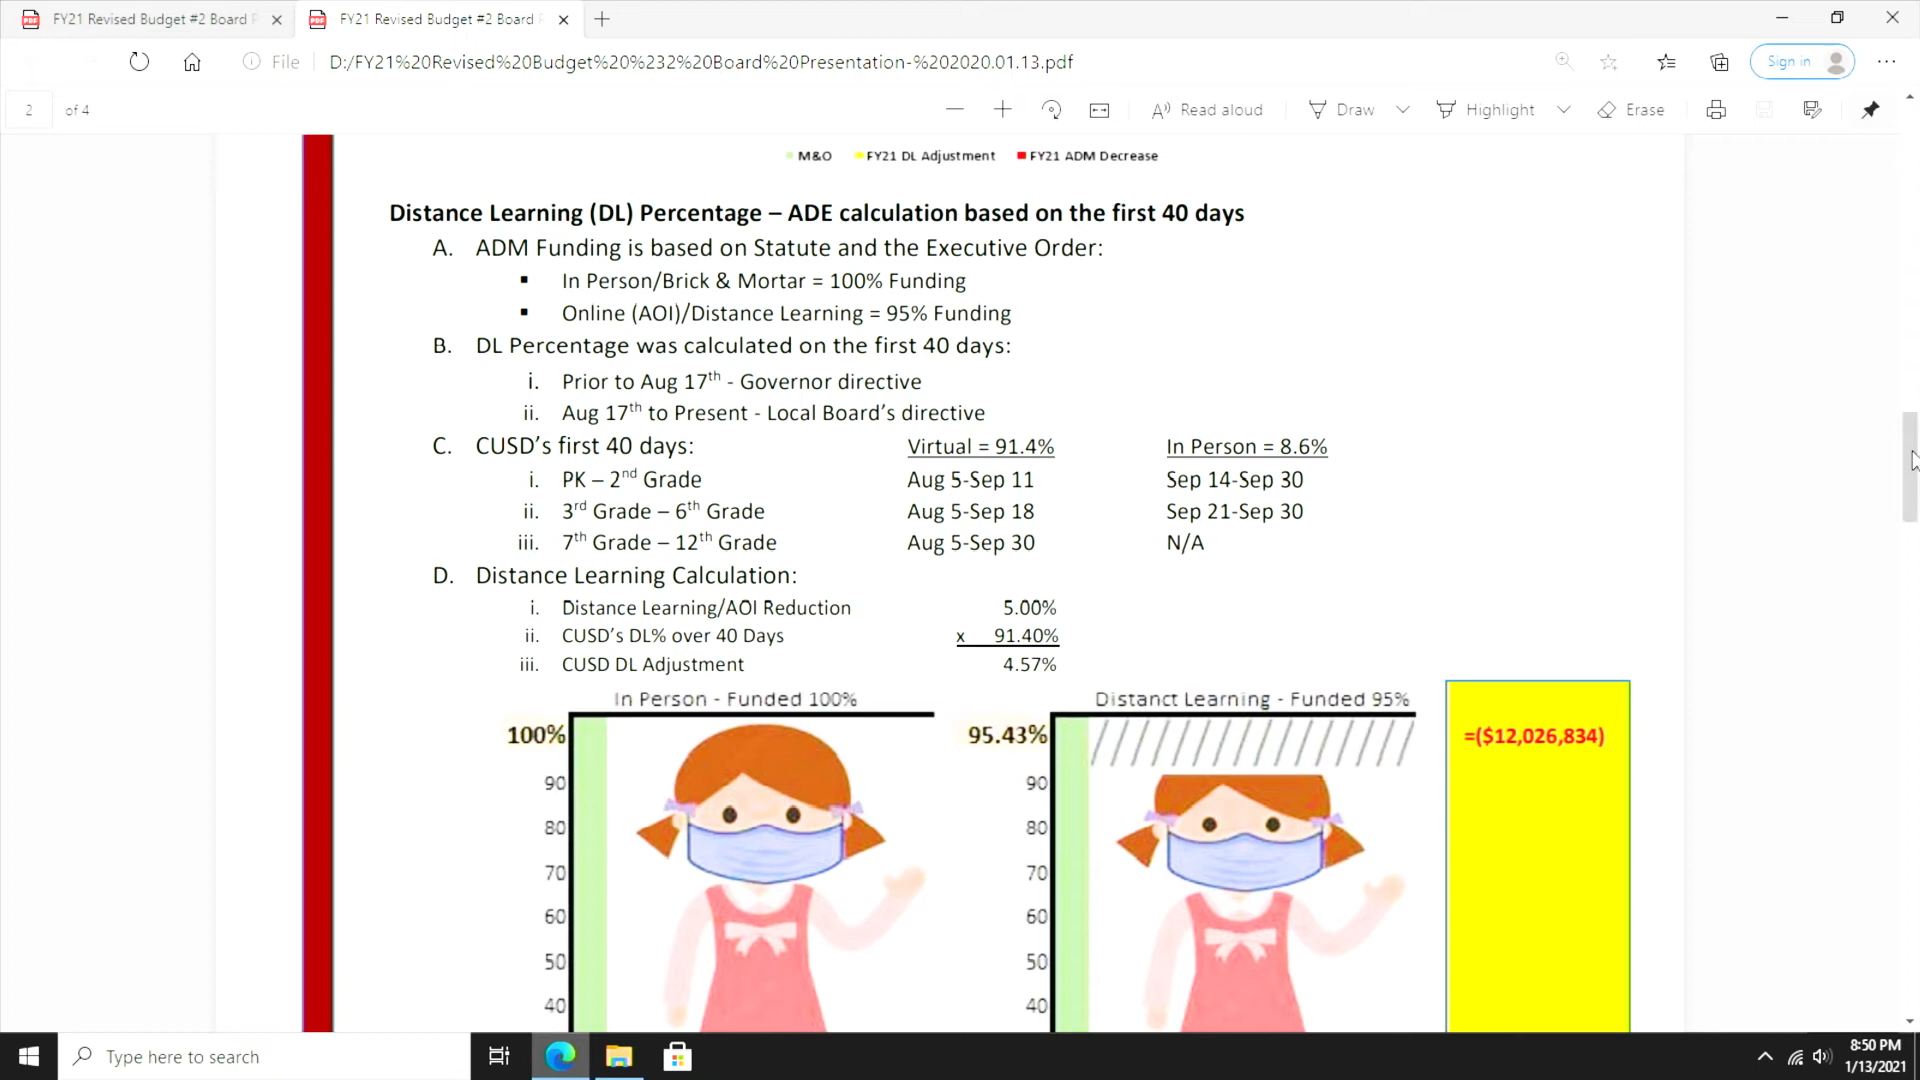 FY21 Revised Budget #2 Board P
FY21 Revised Budget #2 Board
File D:/FY21%20Revised%20Budget%20%232%20Board%20Presentation-%202020.01.13.pdf
Sign in
2 of 4
Read aloud Draw Highlight Erase
M&O FY21 DL Adjustment FY21 ADM Decrease
Distance Learning (DL) Percentage – ADE calculation based on the first 40 days
A. ADM Funding is based on Statute and the Executive Order:
▪ In Person/Brick & Mortar = 100% Funding
▪ Online (AOI)/Distance Learning = 95% Funding
B. DL Percentage was calculated on the first 40 days:
i. Prior to Aug 17th - Governor directive
ii. Aug 17th to Present - Local Board’s directive
C. CUSD’s first 40 days: Virtual = 91.4% In Person = 8.6%
i. PK – 2nd Grade Aug 5-Sep 11 Sep 14-Sep 30
ii. 3rd Grade – 6th Grade Aug 5-Sep 18 Sep 21-Sep 30
iii. 7th Grade – 12th Grade Aug 5-Sep 30 N/A
D. Distance Learning Calculation:
i. Distance Learning/AOI Reduction 5.00%
ii. CUSD’s DL% over 40 Days x 91.40%
iii. CUSD DL Adjustment 4.57%
In Person - Funded 100% Distanct Learning - Funded 95%
100% 95.43% =($12,026,834)
90 90
80 80
70 70
60 60
50 50
40 40
Type here to search
8:50 PM
1/13/2021